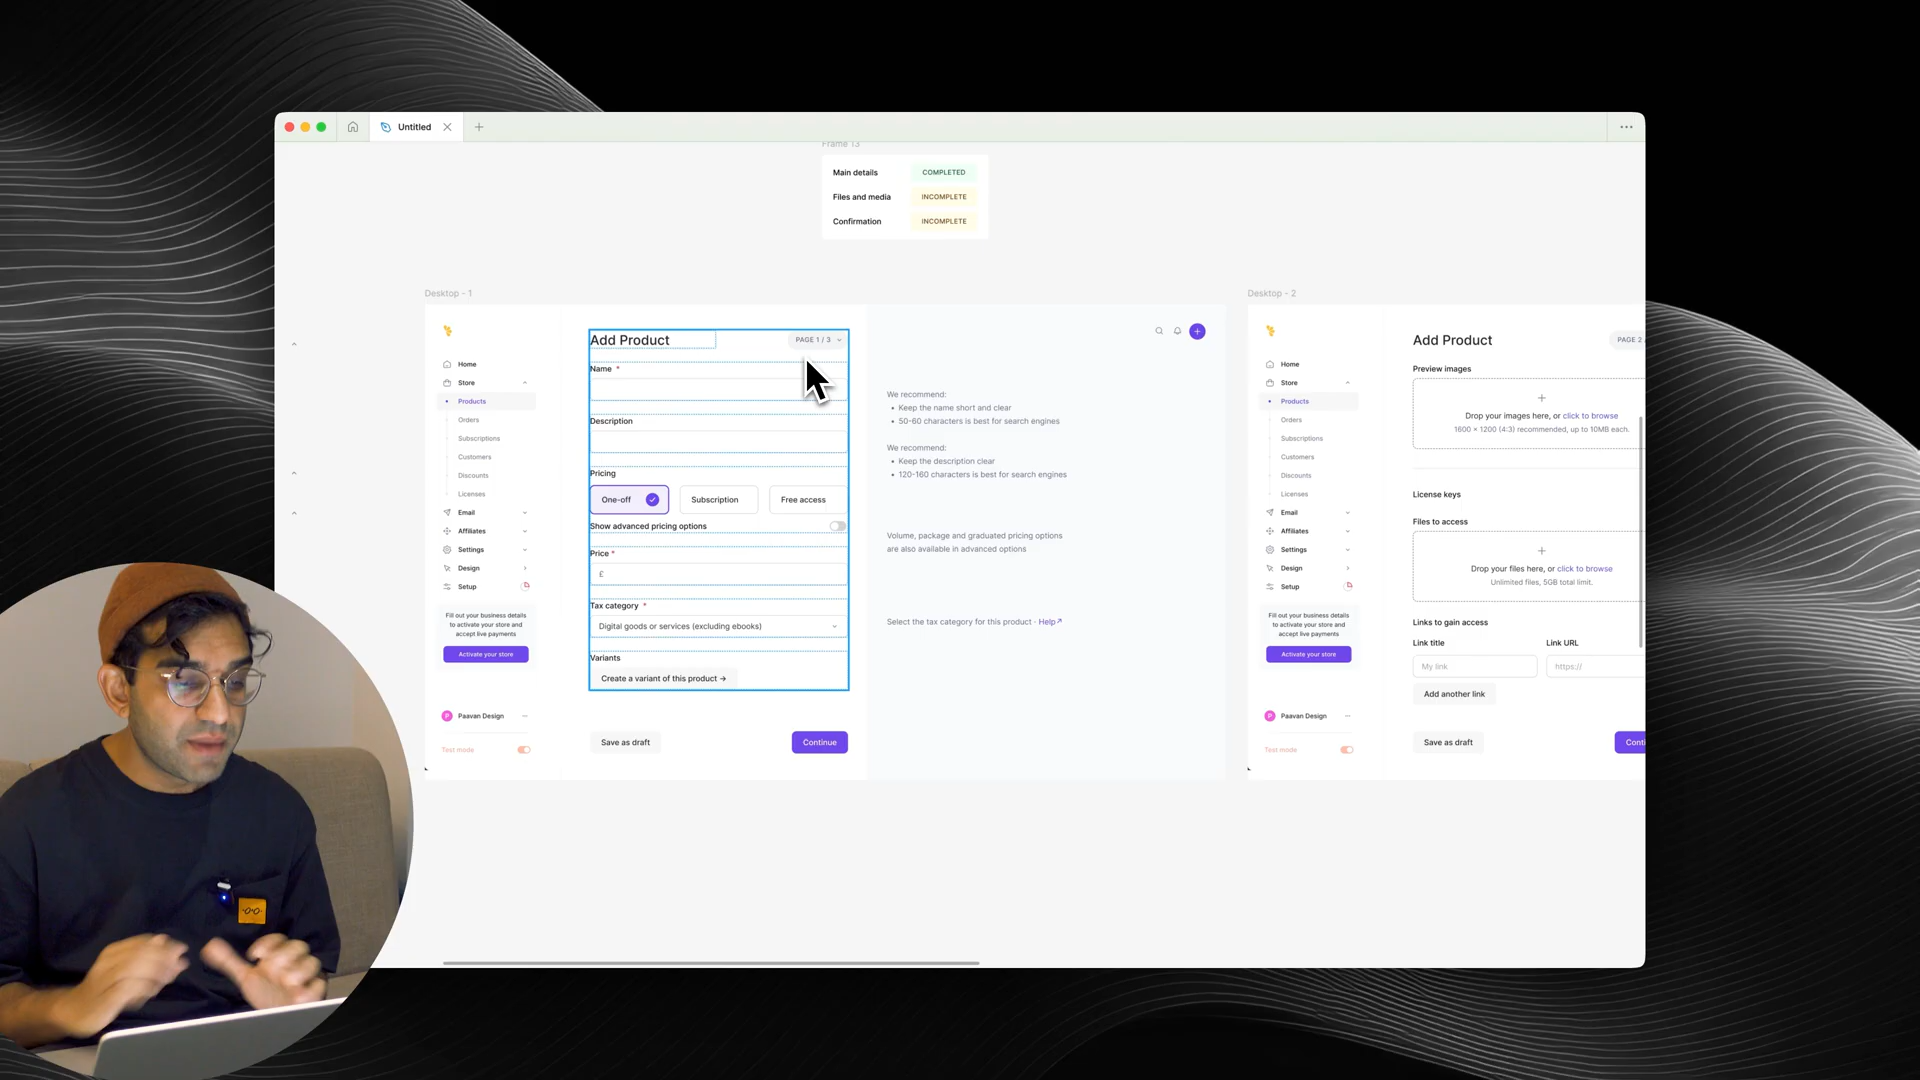 Untitled
Frame 13
Main details COMPLETED
Files and media INCOMPLETE
Confirmation INCOMPLETE
Desktop - 1
Home
Store
Products
Orders
Subscriptions
Customers
Discounts
Licenses
Email
Affiliates
Settings
Design
Setup
Fill out your business details
to activate your store and
accept live payments
Activate your store
P Paavan Design
Test mode
Add Product
PAGE 1 / 3
Name *
Description
Pricing
One-off Subscription Free access
Show advanced pricing options
Price *
£
Tax category *
Digital goods or services (excluding ebooks)
Variants
Create a variant of this product →
Save as draft
Continue
We recommend:
• Keep the name short and clear
• 50-60 characters is best for search engines
We recommend:
• Keep the description clear
• 120-160 characters is best for search engines
Volume, package and graduated pricing options
are also available in advanced options
Select the tax category for this product · Help↗
Desktop - 2
Home
Store
Products
Orders
Subscriptions
Customers
Discounts
Licenses
Email
Affiliates
Settings
Design
Setup
Fill out your business details
to activate your store and
accept live payments
Activate your store
P Paavan Design
Test mode
Add Product
PAGE 2
Preview images
Drop your images here, or click to browse
1600 × 1200 (4:3) recommended, up to 10MB each.
License keys
Files to access
Drop your files here, or click to browse
Unlimited files, 5GB total limit.
Links to gain access
Link title Link URL
My link https://
Add another link
Save as draft
Conti